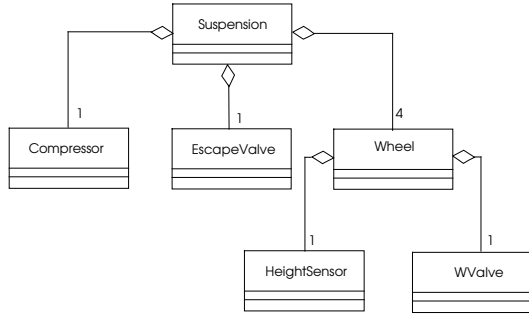 Suspension
1
1
4
Compressor
EscapeValve
Wheel
1
1
HeightSensor
WValve